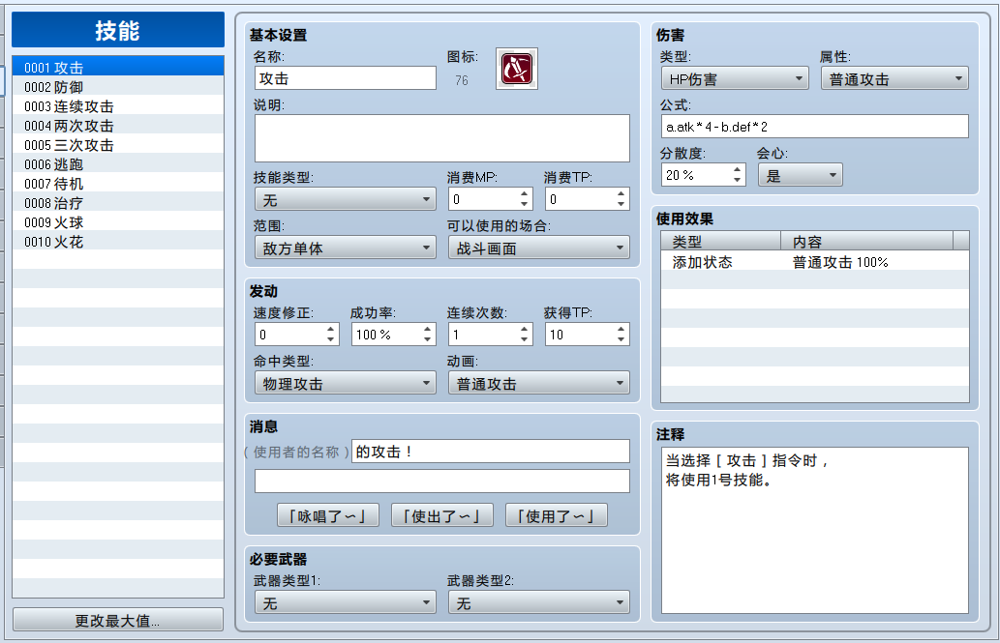 技能
0001 攻击
0002 防御
0003 连续攻击
0004 两次攻击
0005 三次攻击
0006 逃跑
0007 待机
0008 治疗
0009 火球
0010 火花
更改最大值...
基本设置
名称: 图标:
攻击 76
说明:
技能类型: 消费MP: 消费TP:
无 0 0
范围: 可以使用的场合:
敌方单体 战斗画面
发动
速度修正: 成功率: 连续次数: 获得TP:
0 100 % 1 10
命中类型: 动画:
物理攻击 普通攻击
消息
( 使用者的名称 ) 的攻击！
「咏唱了～」 「使出了～」 「使用了～」
必要武器
武器类型1: 武器类型2:
无 无
伤害
类型: 属性:
HP伤害 普通攻击
公式:
a.atk * 4 - b.def * 2
分散度: 会心:
20 % 是
使用效果
类型 内容
添加状态 普通攻击 100%
注释
当选择［攻击］指令时，
将使用1号技能。